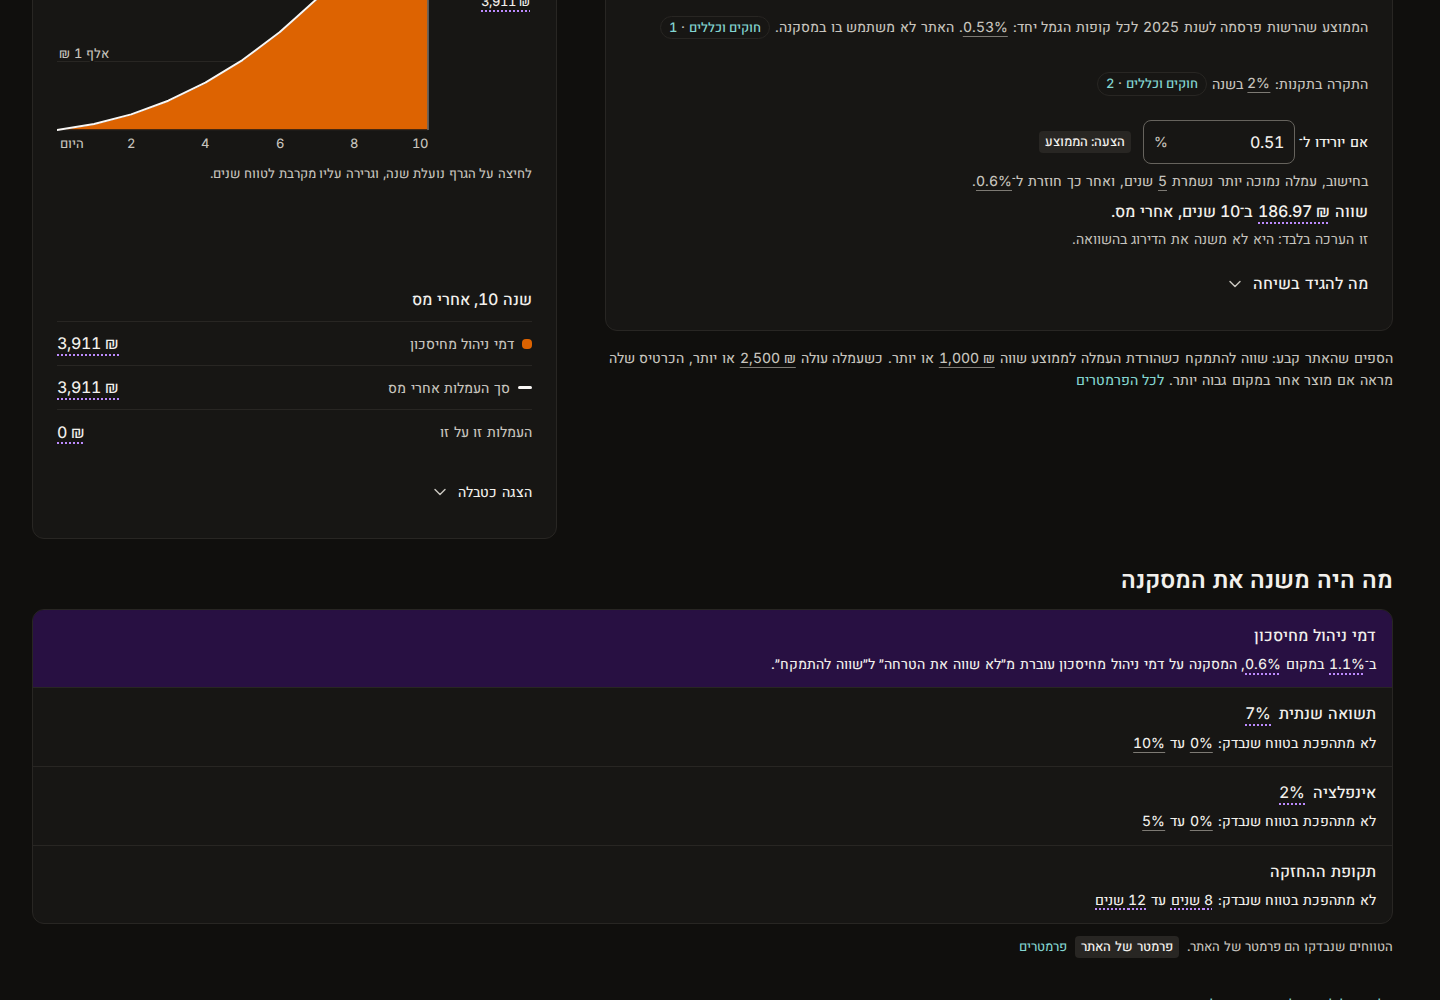 הממוצע שהרשות פרסמה לשנת 2025 לכל קופות הגמל יחד: 0.53%. האתר לא משתמש בו במסקנה. חוקים וכללים · 1
התקרה בתקנות: 2% בשנה חוקים וכללים · 2
אם יורידו ל־ 0.51 % הצעה: הממוצע
בחישוב, עמלה נמוכה יותר נשמרת 5 שנים, ואחר כך חוזרת ל־0.6%.
שווה 186.97 ₪ ב־10 שנים, אחרי מס.
זו הערכה בלבד: היא לא משנה את הדירוג בהשוואה.
מה להגיד בשיחה
הספים שהאתר קבע: שווה להתמקח כשהורדת העמלה לממוצע שווה 1,000 ₪ או יותר. כשעמלה עולה 2,500 ₪ או יותר, הכרטיס שלה
מראה אם מוצר אחר במקום גבוה יותר. לכל הפרמטרים
3,911 ₪
אלף 1 ₪
היום 2 4 6 8 10
לחיצה על הגרף נועלת שנה, וגרירה עליו מקרבת לטווח שנים.
שנה 10, אחרי מס
דמי ניהול מחיסכון 3,911 ₪
סך העמלות אחרי מס 3,911 ₪
העמלות זו על זו 0 ₪
הצגה כטבלה
מה היה משנה את המסקנה
דמי ניהול מחיסכון
ב־1.1% במקום 0.6%, המסקנה על דמי ניהול מחיסכון עוברת מ״לא שווה את הטרחה״ ל״שווה להתמקח״.
תשואה שנתית 7%
לא מתהפכת בטווח שנבדק: 0% עד 10%
אינפלציה 2%
לא מתהפכת בטווח שנבדק: 0% עד 5%
תקופת ההחזקה
לא מתהפכת בטווח שנבדק: 8 שנים עד 12 שנים
הטווחים שנבדקו הם פרמטר של האתר. פרמטר של האתר פרמטרים